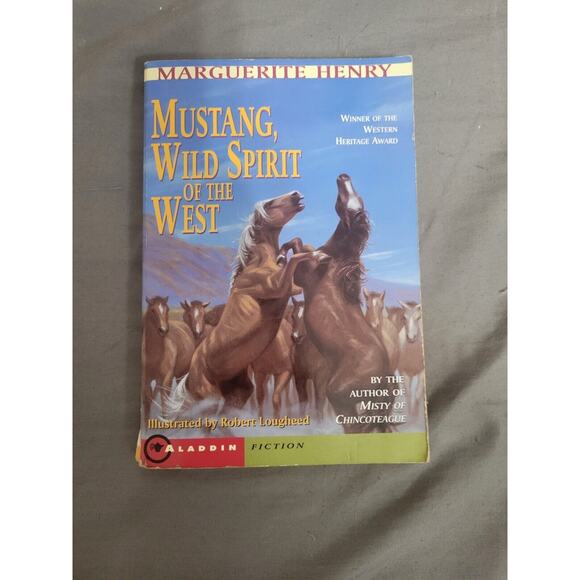 MARGUERITE HENRY
MUSTANG,
WILD SPIRIT
OF THE
WEST
WINNER OF THE
WESTERN
HERITAGE AWARD
BY THE
AUTHOR OF
MISTY OF
CHINCOTEAGUE
Illustrated by Robert Lougheed
ALADDIN FICTION